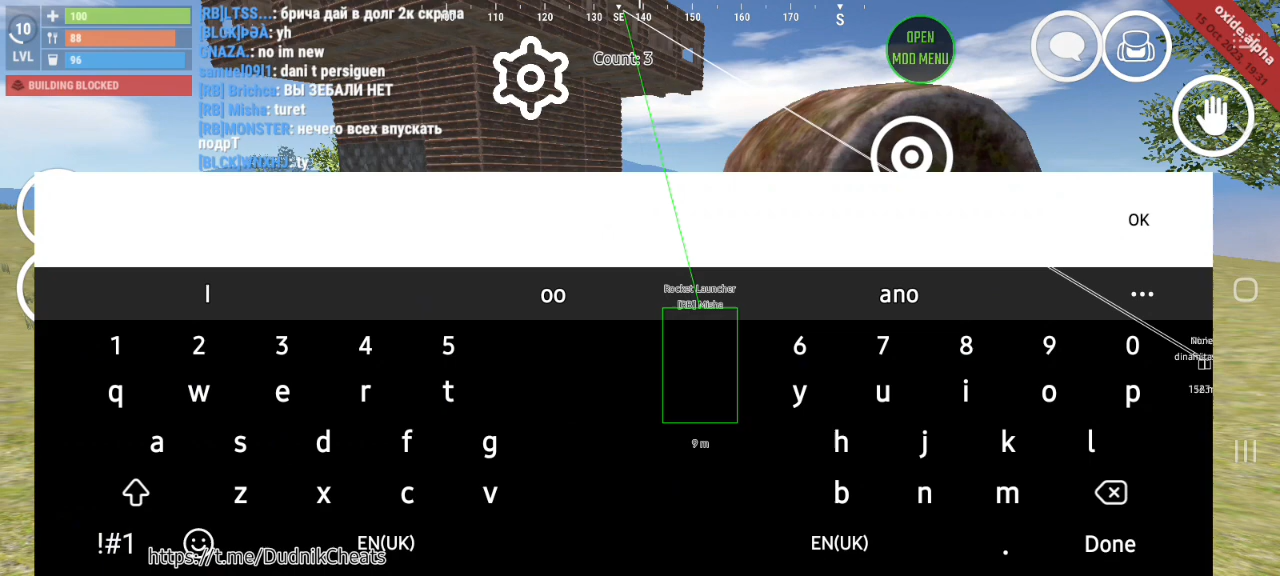 10
LVL
100
88
96
BUILDING BLOCKED
[RB]LTSS...: брича дай в долг 2к скрапа
[BLCK]ÞƏÀ: yh
GNAZA.: no im new
samuel09l1: dani t persiguen
[RB] Brichca: ВЫ ЗЕБАЛИ НЕТ
[RB] Misha: turet
[RB]MONSTER: нечего всех впускать
подрТ
ty
110 120 130 SE 140 150 160 170 S
Count: 3
OPEN
MOD MENU
oxide.alpha
15 Oct 2023, 19:31
OK
I oo ano
Rocket Launcher
[RB] Misha
1 2 3 4 5 6 7 8 9 0
q w e r t y u i o p
a s d f g h j k l
9 m
z x c v b n m
!#1 EN(UK) EN(UK) . Done
https://t.me/DudnikCheats